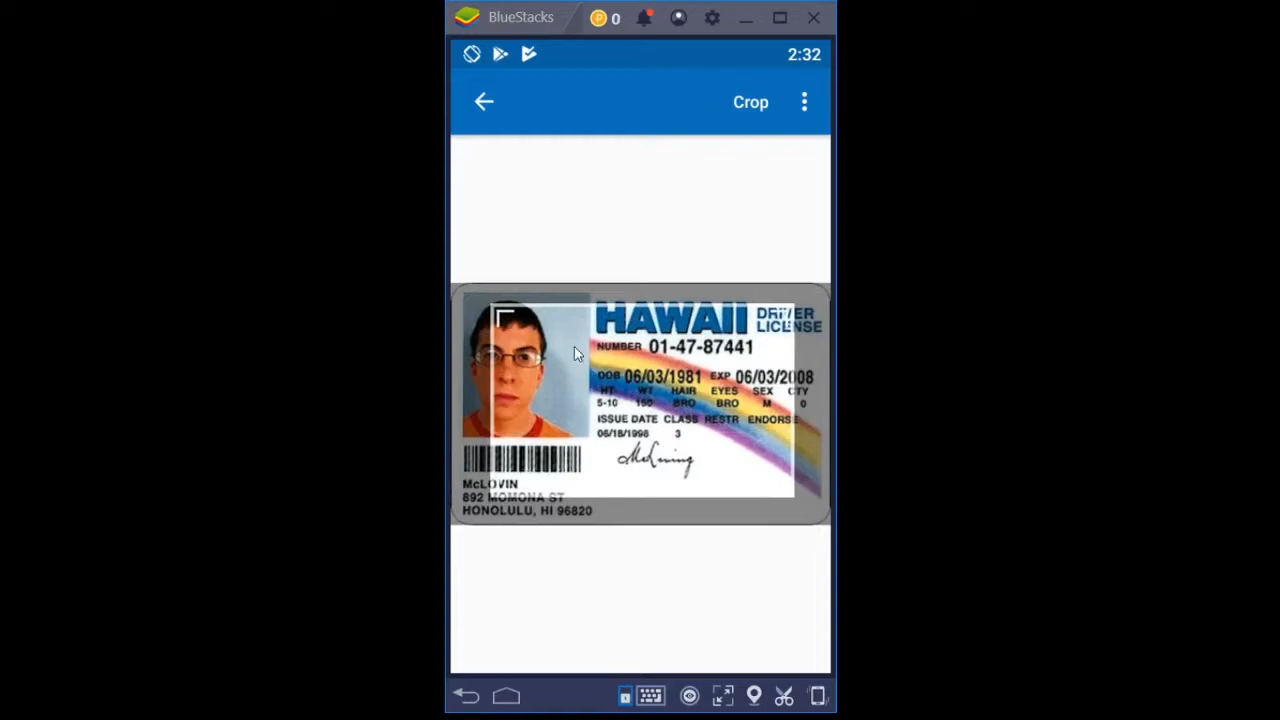 BlueStacks
0
2:32
Crop
HAWAII
DRIVER
LICENSE
NUMBER 01-47-87441
DOB 06/03/1981 EXP 06/03/2008
HT WT HAIR EYES SEX CTY
5-10 150 BRO BRO M 0
ISSUE DATE CLASS RESTR ENDORSE
06/18/1998 3
McLOVIN
892 MOMONA ST
HONOLULU, HI 96820